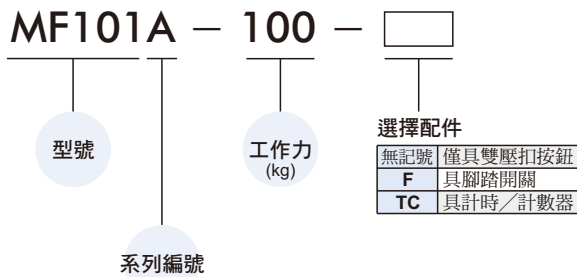 MF101A － 100 －
型號
工作力
(kg)
系列編號
選擇配件
無記號 僅具雙壓扣按鈕
F 具腳踏開關
TC 具計時／計數器